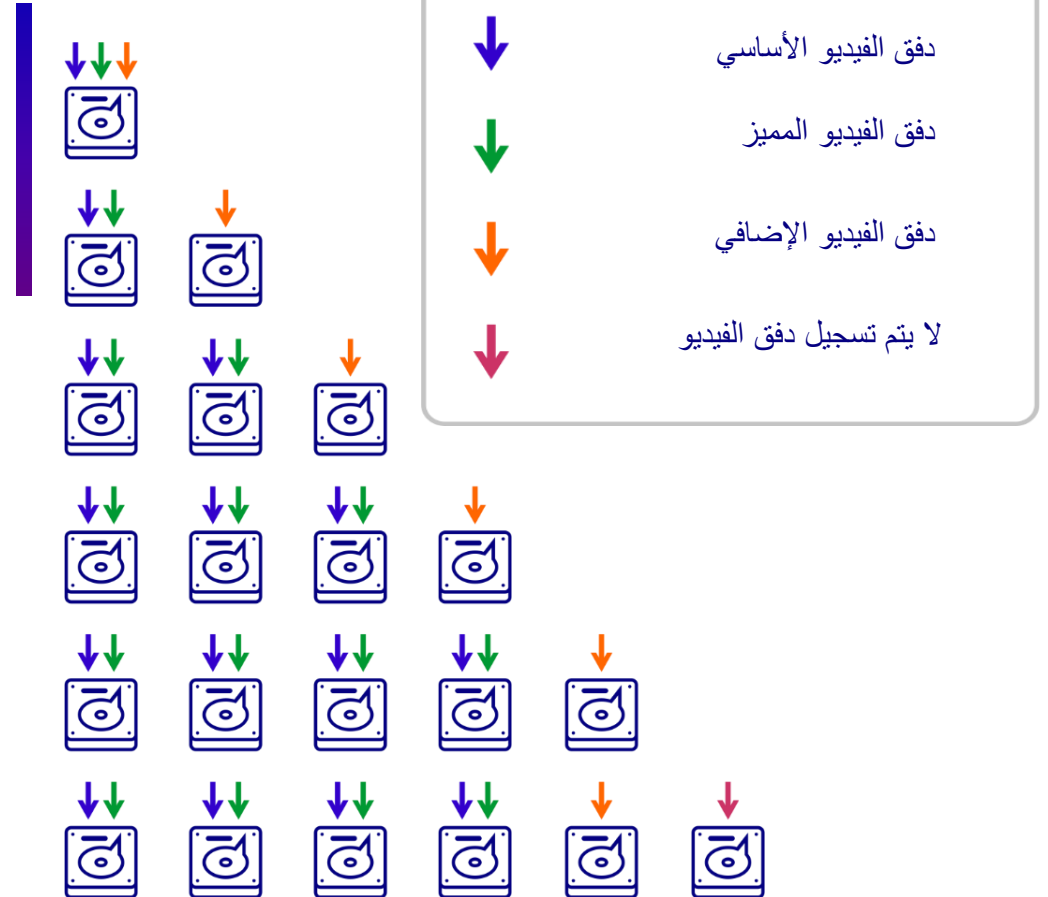 دفق الفيديو الأساسي
دفق الفيديو المميز
دفق الفيديو الإضافي
لا يتم تسجيل دفق الفيديو